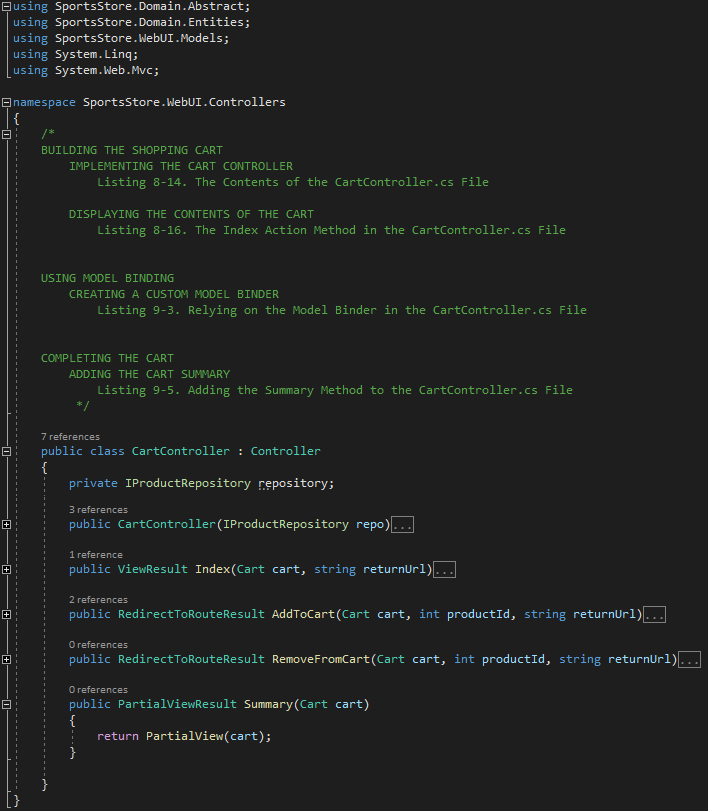 using SportsStore.Domain.Abstract;
using SportsStore.Domain.Entities;
using SportsStore.WebUI.Models;
using System.Linq;
using System.Web.Mvc;
namespace SportsStore.WebUI.Controllers
{
/*
BUILDING THE SHOPPING CART
IMPLEMENTING THE CART CONTROLLER
Listing 8-14. The Contents of the CartController.cs File
DISPLAYING THE CONTENTS OF THE CART
Listing 8-16. The Index Action Method in the CartController.cs File
USING MODEL BINDING
CREATING A CUSTOM MODEL BINDER
Listing 9-3. Relying on the Model Binder in the CartController.cs File
COMPLETING THE CART
ADDING THE CART SUMMARY
Listing 9-5. Adding the Summary Method to the CartController.cs File
*/
7 references
public class CartController : Controller
{
private IProductRepository repository;
3 references
public CartController(IProductRepository repo)...
1 reference
public ViewResult Index(Cart cart, string returnUrl)...
2 references
public RedirectToRouteResult AddToCart(Cart cart, int productId, string returnUrl)...
0 references
public RedirectToRouteResult RemoveFromCart(Cart cart, int productId, string returnUrl)...
0 references
public PartialViewResult Summary(Cart cart)
{
return PartialView(cart);
}
}
}